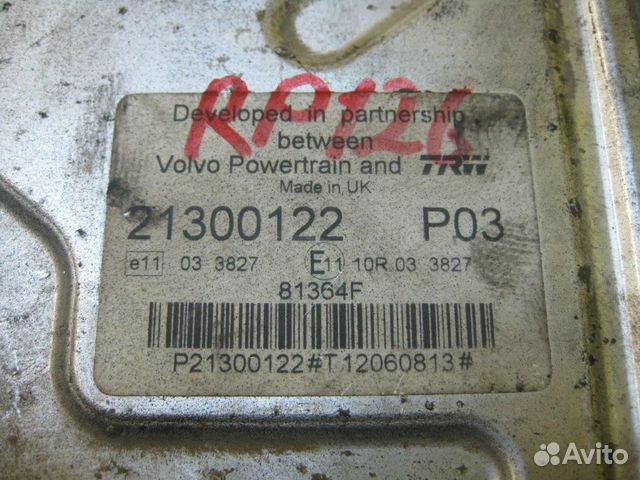 RP126
Developed in partnership
between
Volvo Powertrain and TRW
Made in UK
21300122 P03
e11 03 3827 E11 10R.03 3827
81364F
P21300122#T12060813#
Avito